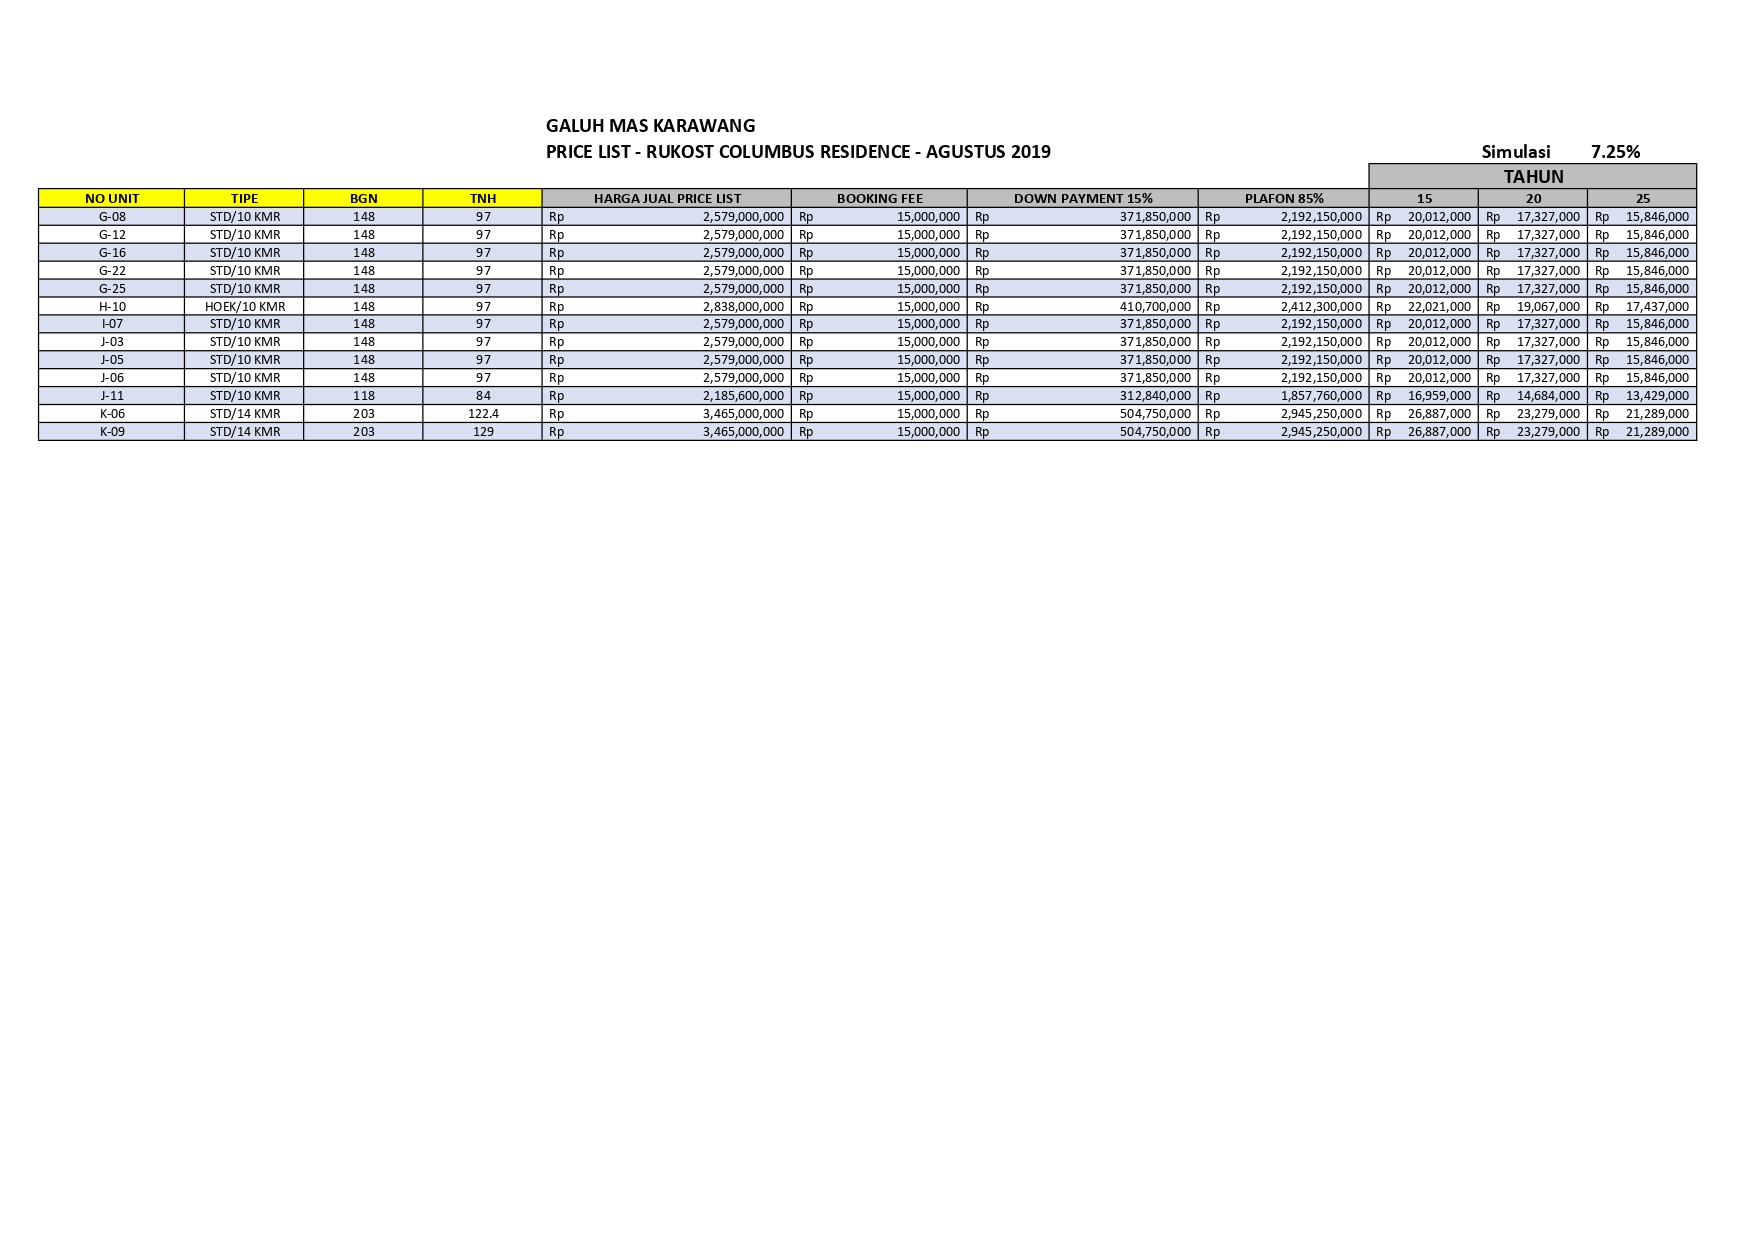 GALUH MAS KARAWANG
PRICE LIST - RUKOST COLUMBUS RESIDENCE - AGUSTUS 2019 Simulasi 7.25%
TAHUN
NO UNIT TIPE BGN TNH HARGA JUAL PRICE LIST BOOKING FEE DOWN PAYMENT 15% PLAFON 85% 15 20 25
G-08 STD/10 KMR 148 97 Rp 2,579,000,000 Rp 15,000,000 Rp 371,850,000 Rp 2,192,150,000 Rp 20,012,000 Rp 17,327,000 Rp 15,846,000
G-12 STD/10 KMR 148 97 Rp 2,579,000,000 Rp 15,000,000 Rp 371,850,000 Rp 2,192,150,000 Rp 20,012,000 Rp 17,327,000 Rp 15,846,000
G-16 STD/10 KMR 148 97 Rp 2,579,000,000 Rp 15,000,000 Rp 371,850,000 Rp 2,192,150,000 Rp 20,012,000 Rp 17,327,000 Rp 15,846,000
G-22 STD/10 KMR 148 97 Rp 2,579,000,000 Rp 15,000,000 Rp 371,850,000 Rp 2,192,150,000 Rp 20,012,000 Rp 17,327,000 Rp 15,846,000
G-25 STD/10 KMR 148 97 Rp 2,579,000,000 Rp 15,000,000 Rp 371,850,000 Rp 2,192,150,000 Rp 20,012,000 Rp 17,327,000 Rp 15,846,000
H-10 HOEK/10 KMR 148 97 Rp 2,838,000,000 Rp 15,000,000 Rp 410,700,000 Rp 2,412,300,000 Rp 22,021,000 Rp 19,067,000 Rp 17,437,000
I-07 STD/10 KMR 148 97 Rp 2,579,000,000 Rp 15,000,000 Rp 371,850,000 Rp 2,192,150,000 Rp 20,012,000 Rp 17,327,000 Rp 15,846,000
J-03 STD/10 KMR 148 97 Rp 2,579,000,000 Rp 15,000,000 Rp 371,850,000 Rp 2,192,150,000 Rp 20,012,000 Rp 17,327,000 Rp 15,846,000
J-05 STD/10 KMR 148 97 Rp 2,579,000,000 Rp 15,000,000 Rp 371,850,000 Rp 2,192,150,000 Rp 20,012,000 Rp 17,327,000 Rp 15,846,000
J-06 STD/10 KMR 148 97 Rp 2,579,000,000 Rp 15,000,000 Rp 371,850,000 Rp 2,192,150,000 Rp 20,012,000 Rp 17,327,000 Rp 15,846,000
J-11 STD/10 KMR 118 84 Rp 2,185,600,000 Rp 15,000,000 Rp 312,840,000 Rp 1,857,760,000 Rp 16,959,000 Rp 14,684,000 Rp 13,429,000
K-06 STD/14 KMR 203 122.4 Rp 3,465,000,000 Rp 15,000,000 Rp 504,750,000 Rp 2,945,250,000 Rp 26,887,000 Rp 23,279,000 Rp 21,289,000
K-09 STD/14 KMR 203 129 Rp 3,465,000,000 Rp 15,000,000 Rp 504,750,000 Rp 2,945,250,000 Rp 26,887,000 Rp 23,279,000 Rp 21,289,000